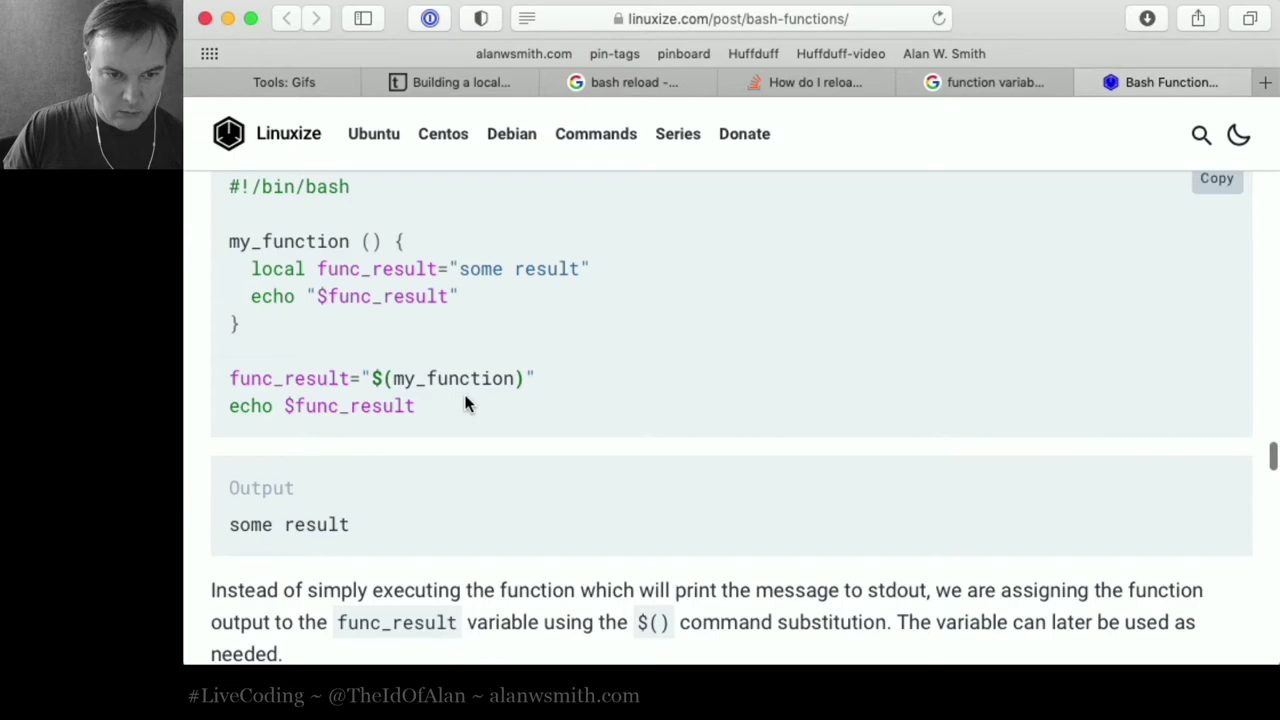 linuxize.com/post/bash-functions/
alanwsmith.com pin-tags pinboard Huffduff Huffduff-video Alan W. Smith
Tools: Gifs Building a local... bash reload -... How do I reloa... function variab... Bash Function...
Linuxize Ubuntu Centos Debian Commands Series Donate
#!/bin/bash
Copy
my_function () {
local func_result="some result"
echo "$func_result"
}
func_result="$(my_function)"
echo $func_result
Output
some result
Instead of simply executing the function which will print the message to stdout, we are assigning the function
output to the func_result variable using the $() command substitution. The variable can later be used as
needed.
#LiveCoding ~ @TheIdOfAlan ~ alanwsmith.com